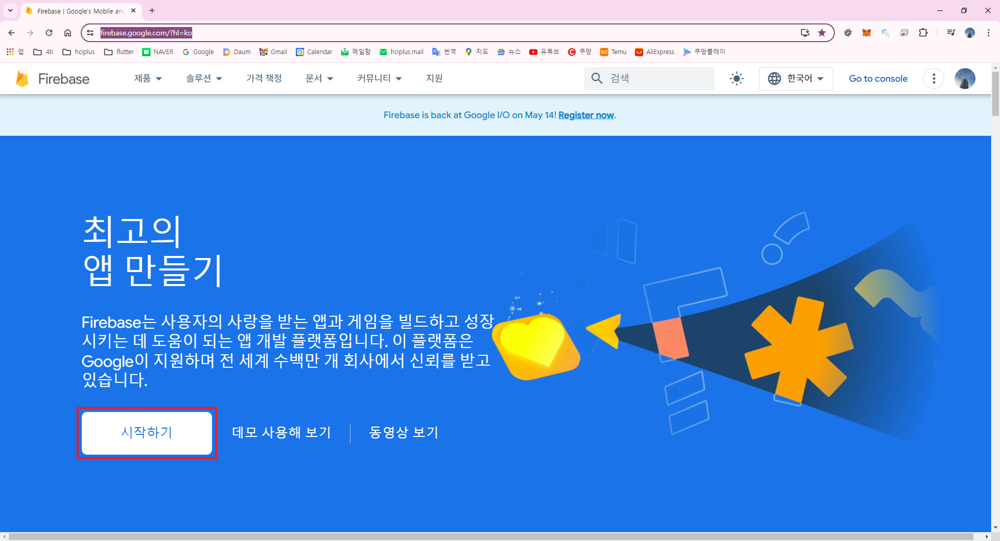 Firebase | Google's Mobile and
firebase.google.com/?hl=ko
앱 4ti hciplus flutter NAVER Google Daum Gmail Calendar 메일함 hciplus.mail 번역 지도 뉴스 유튜브 쿠팡 Temu AliExpress 쿠팡플레이
Firebase 제품 솔루션 가격 책정 문서 커뮤니티 지원 검색 한국어 Go to console
Firebase is back at Google I/O on May 14! Register now.
최고의
앱 만들기
Firebase는 사용자의 사랑을 받는 앱과 게임을 빌드하고 성장
시키는 데 도움이 되는 앱 개발 플랫폼입니다. 이 플랫폼은
Google이 지원하며 전 세계 수백만 개 회사에서 신뢰를 받고
있습니다.
시작하기 데모 사용해 보기 동영상 보기